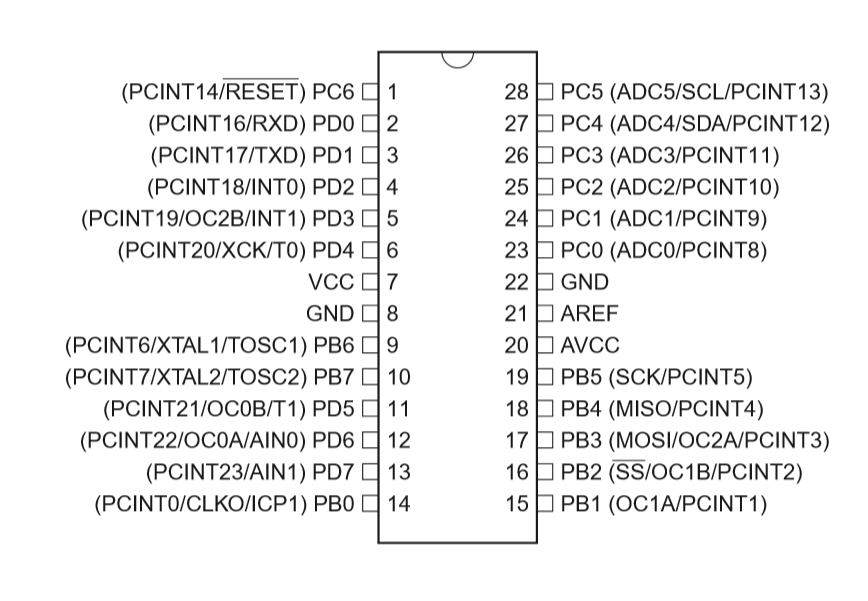 (PCINT14/RESET) PC6 1 28 PC5 (ADC5/SCL/PCINT13)
(PCINT16/RXD) PD0 2 27 PC4 (ADC4/SDA/PCINT12)
(PCINT17/TXD) PD1 3 26 PC3 (ADC3/PCINT11)
(PCINT18/INT0) PD2 4 25 PC2 (ADC2/PCINT10)
(PCINT19/OC2B/INT1) PD3 5 24 PC1 (ADC1/PCINT9)
(PCINT20/XCK/T0) PD4 6 23 PC0 (ADC0/PCINT8)
VCC 7 22 GND
GND 8 21 AREF
(PCINT6/XTAL1/TOSC1) PB6 9 20 AVCC
(PCINT7/XTAL2/TOSC2) PB7 10 19 PB5 (SCK/PCINT5)
(PCINT21/OC0B/T1) PD5 11 18 PB4 (MISO/PCINT4)
(PCINT22/OC0A/AIN0) PD6 12 17 PB3 (MOSI/OC2A/PCINT3)
(PCINT23/AIN1) PD7 13 16 PB2 (SS/OC1B/PCINT2)
(PCINT0/CLKO/ICP1) PB0 14 15 PB1 (OC1A/PCINT1)